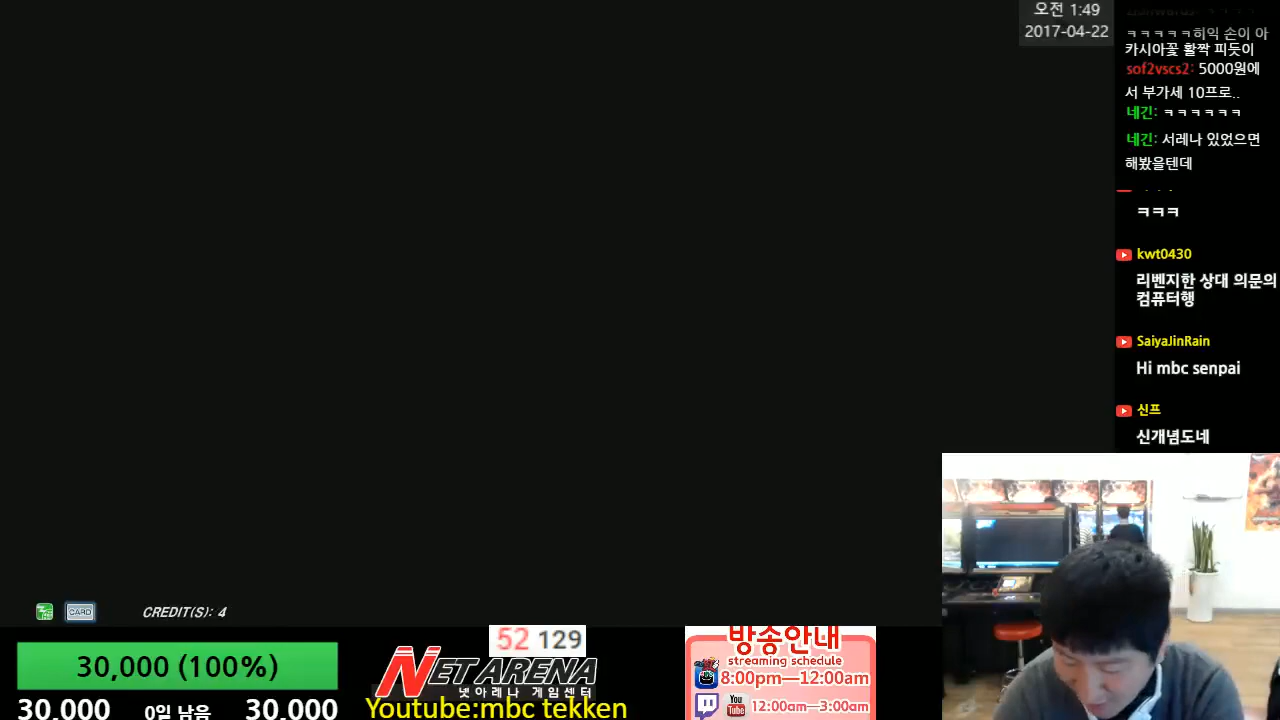 오전 1:49
2017-04-22
ㅋㅋㅋㅋㅋ히익 손이 아
카시아꽃 활짝 피듯이
sof2vscs2: 5000원에
서 부가세 10프로..
네긴: ㅋㅋㅋㅋㅋㅋ
네긴: 서레나 있었으면
해봤을텐데
ㅋㅋㅋ
kwt0430
리벤지한 상대 의문의
컴퓨터행
SaiyaJinRain
Hi mbc senpai
신프
신개념도네
CARD
CREDIT(S): 4
30,000 (100%)
30,000 0일 남음 30,000
52 129
NET ARENA
넷아레나 게임센터
Youtube:mbc tekken
방송안내
streaming schedule
8:00pm—12:00am
You Tube
12:00am—3:00am